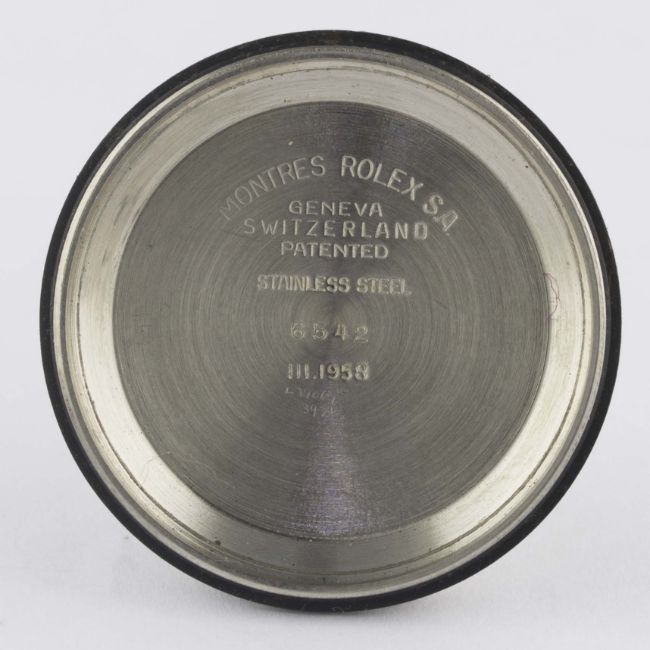 MONTRES ROLEX S.A.
GENEVA
SWITZERLAND
PATENTED
STAINLESS STEEL
6542
III.1958